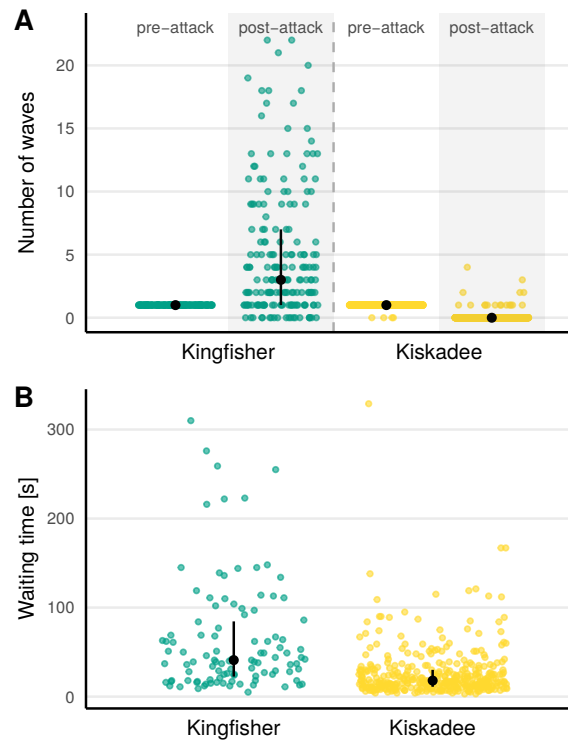 A
pre−attack post−attack pre−attack post−attack
20
15
10
5
0
Number of waves
Kingfisher Kiskadee
B
300
200
100
0
Waiting time [s]
Kingfisher Kiskadee